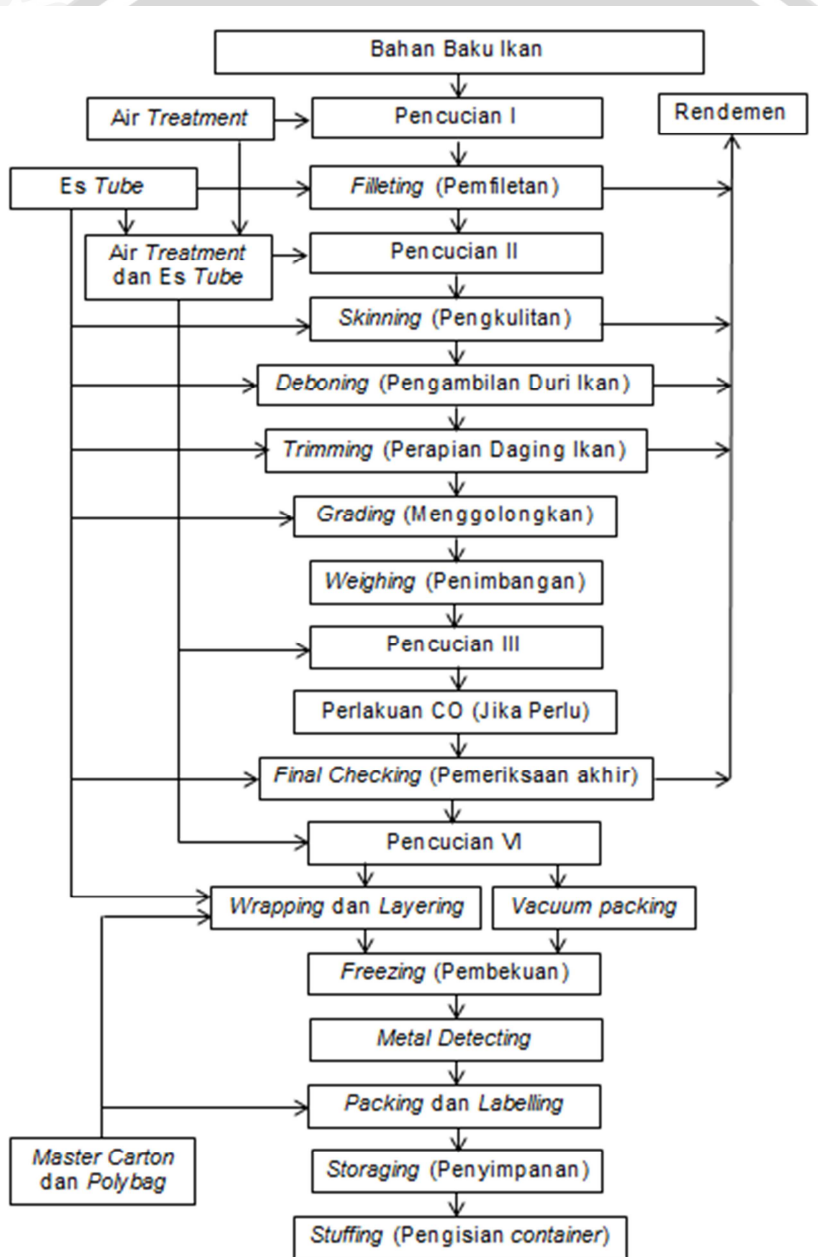 Bahan Baku Ikan
Air Treatment
Pencucian I
Rendemen
Es Tube
Filleting (Pemfiletan)
Air Treatment
dan Es Tube
Pencucian II
Skinning (Pengkulitan)
Deboning (Pengambilan Duri Ikan)
Trimming (Perapian Daging Ikan)
Grading (Menggolongkan)
Weighing (Penimbangan)
Pencucian III
Perlakuan CO (Jika Perlu)
Final Checking (Pemeriksaan akhir)
Pencucian VI
Wrapping dan Layering
Vacuum packing
Freezing (Pembekuan)
Metal Detecting
Packing dan Labelling
Master Carton
dan Polybag
Storaging (Penyimpanan)
Stuffing (Pengisian container)